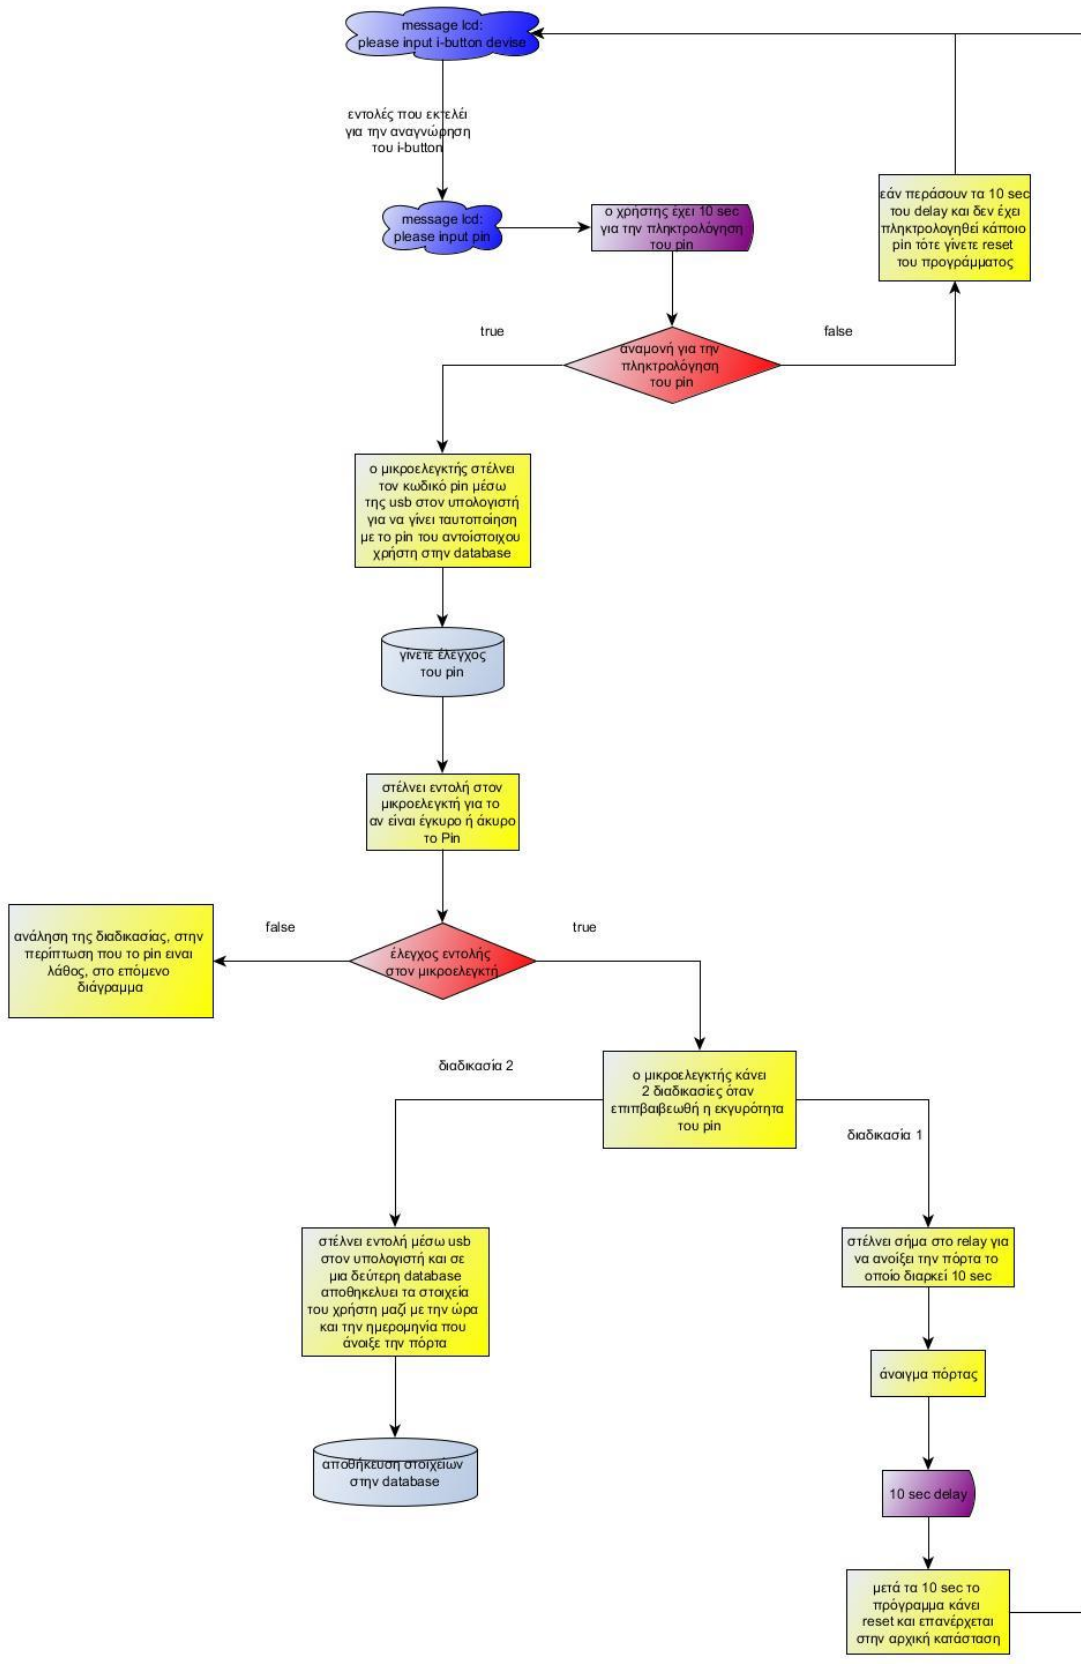 message lcd:
please input i-button devise
εντολές που εκτελέι
για την αναγνώρηση
του i-button
message lcd:
please input pin
ο χρήστης έχει 10 sec
για την πληκτρολόγηση
του pin
εάν περάσουν τα 10 sec
του delay και δεν έχει
πληκτρολογηθεί κάποιο
pin τότε γίνετε reset
του προγράμματος
true
false
αναμονή για την
πληκτρολόγηση
του pin
ο μικροελεγκτής στέλνει
τον κωδικό pin μέσω
της usb στον υπολογιστή
για να γίνει ταυτοποίηση
με το pin του αντοίστοιχου
χρήστη στην database
γίνετε έλεγχος
του pin
στέλνει εντολή στον
μικροελεγκτή για το
αν είναι έγκυρο ή άκυρο
το Pin
false
true
έλεγχος εντολής
στον μικροελεγκτή
ανάληση της διαδικασίας, στην
περίπτωση που το pin ειναι
λάθος, στο επόμενο
διάγραμμα
διαδικασία 2
ο μικροελεγκτής κάνει
2 διαδικασίες όταν
επιπβαιβεωθή η εκγυρότητα
του pin
διαδικασία 1
στέλνει εντολή μέσω usb
στον υπολογιστή και σε
μια δεύτερη database
αποθηκελυει τα στοιχεία
του χρήστη μαζί με την ώρα
και την ημερομηνία που
άνοιξε την πόρτα
στέλνει σήμα στο relay για
να ανοίξει την πόρτα το
οποίο διαρκεί 10 sec
άνοιγμα πόρτας
αποθήκευση στοιχείων
στην database
10 sec delay
μετά τα 10 sec το
πρόγραμμα κάνει
reset και επανέρχεται
στην αρχική κατάσταση